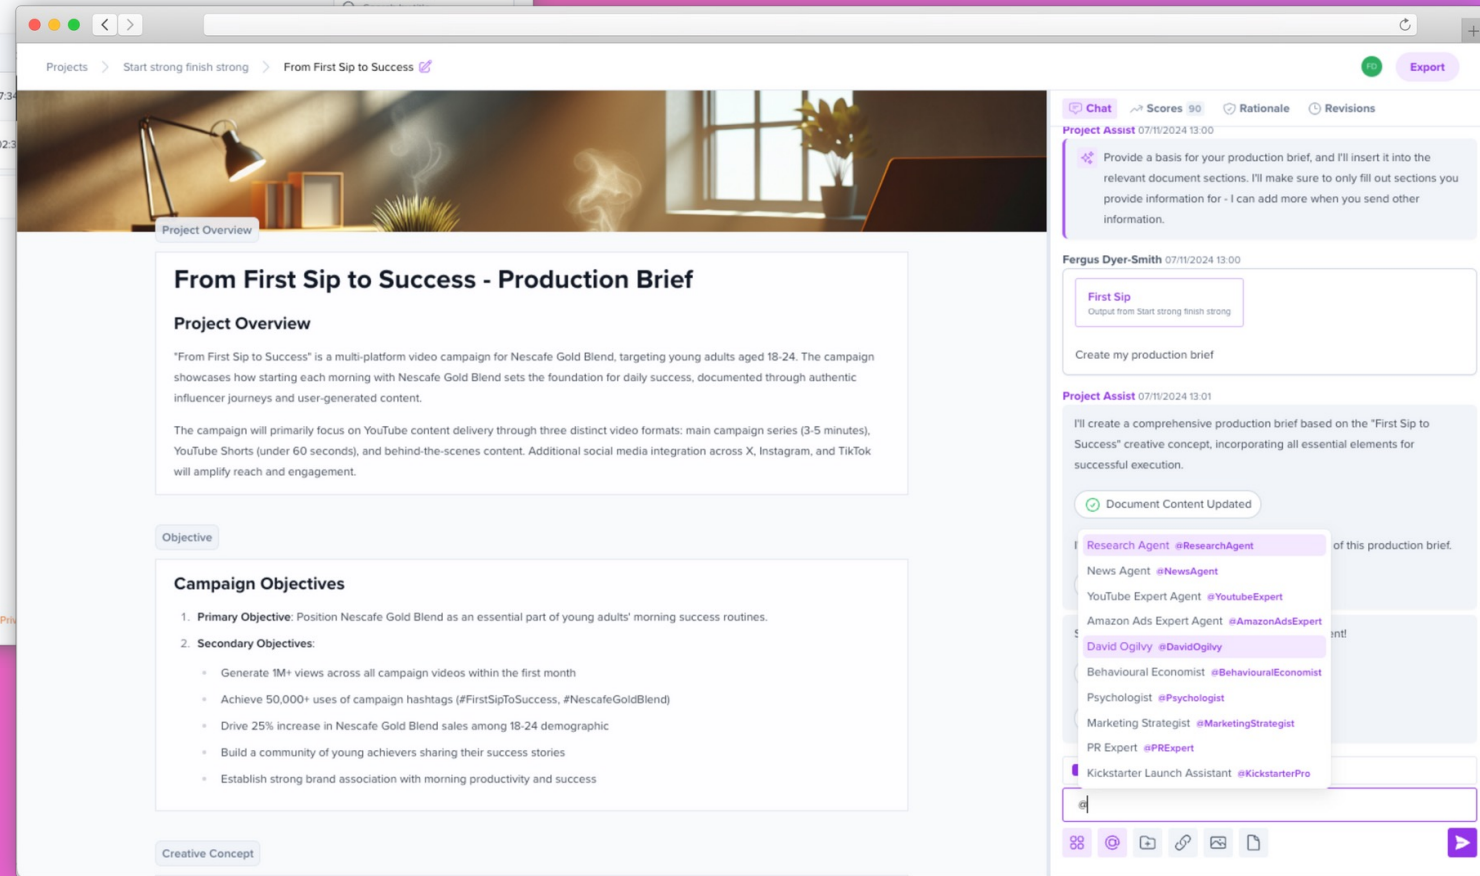 7:34
02:3
Priv
Projects
Start strong finish strong
From First Sip to Success
FD
Export
Project Overview
From First Sip to Success - Production Brief
Project Overview
"From First Sip to Success" is a multi-platform video campaign for Nescafe Gold Blend, targeting young adults aged 18-24. The campaign
showcases how starting each morning with Nescafe Gold Blend sets the foundation for daily success, documented through authentic
influencer journeys and user-generated content.
The campaign will primarily focus on YouTube content delivery through three distinct video formats: main campaign series (3-5 minutes),
YouTube Shorts (under 60 seconds), and behind-the-scenes content. Additional social media integration across X, Instagram, and TikTok
will amplify reach and engagement.
Objective
Campaign Objectives
1. Primary Objective: Position Nescafe Gold Blend as an essential part of young adults' morning success routines.
2. Secondary Objectives:
Generate 1M+ views across all campaign videos within the first month
Achieve 50,000+ uses of campaign hashtags (#FirstSipToSuccess, #NescafeGoldBlend)
Drive 25% increase in Nescafe Gold Blend sales among 18-24 demographic
Build a community of young achievers sharing their success stories
Establish strong brand association with morning productivity and success
Creative Concept
Chat
Scores 90
Rationale
Revisions
Project Assist 07/11/2024 13:00
Provide a basis for your production brief, and I'll insert it into the
relevant document sections. I'll make sure to only fill out sections you
provide information for - I can add more when you send other
information.
Fergus Dyer-Smith 07/11/2024 13:00
First Sip
Output from Start strong finish strong
Create my production brief
Project Assist 07/11/2024 13:01
I'll create a comprehensive production brief based on the "First Sip to
Success" creative concept, incorporating all essential elements for
successful execution.
Document Content Updated
of this production brief.
ent!
Research Agent @ResearchAgent
News Agent @NewsAgent
YouTube Expert Agent @YoutubeExpert
Amazon Ads Expert Agent @AmazonAdsExpert
David Ogilvy @DavidOgilvy
Behavioural Economist @BehaviouralEconomist
Psychologist @Psychologist
Marketing Strategist @MarketingStrategist
PR Expert @PRExpert
Kickstarter Launch Assistant @KickstarterPro
@